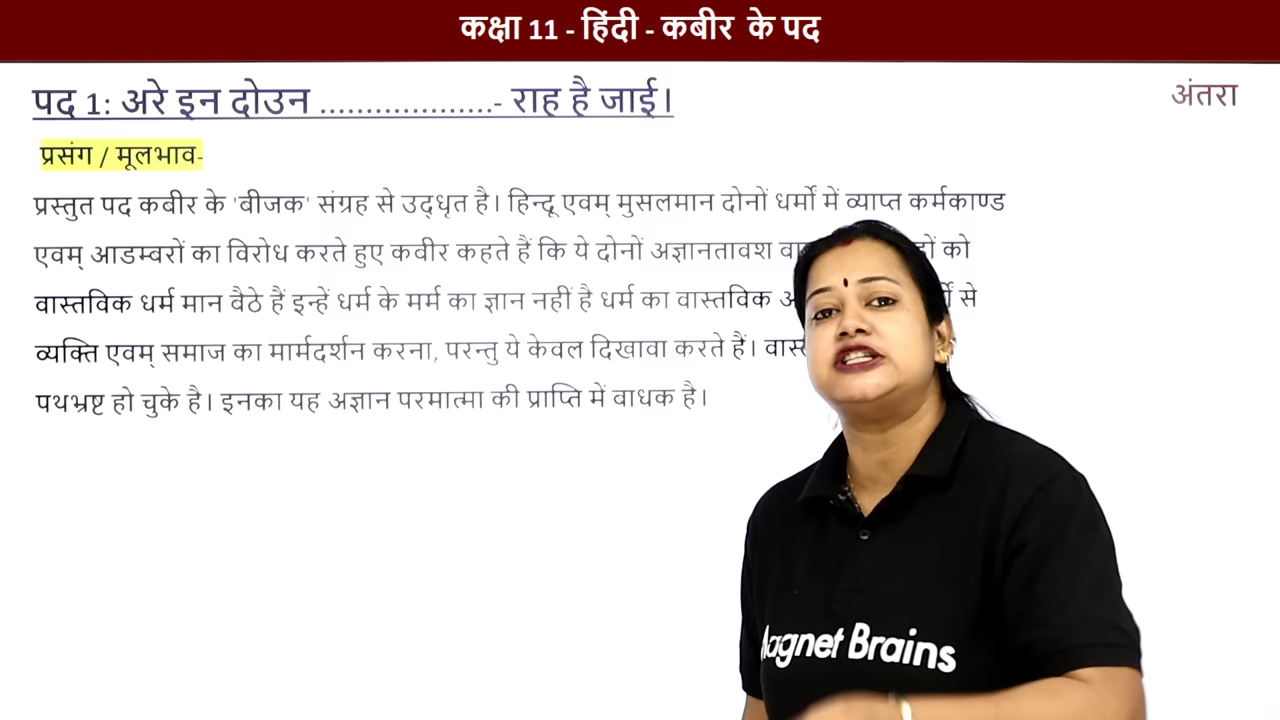 कक्षा 11 - हिंदी - कबीर के पद
पद 1: अरे इन दोउन ...................- राह है जाई।
अंतरा
प्रसंग / मूलभाव-
प्रस्तुत पद कबीर के 'बीजक' संग्रह से उद्धृत है। हिन्दू एवम् मुसलमान दोनों धर्मों में व्याप्त कर्मकाण्ड
एवम् आडम्बरों का विरोध करते हुए कबीर कहते हैं कि ये दोनों अज्ञानतावश को
वास्तविक धर्म मान वैठे हैं इन्हें धर्म के मर्म का ज्ञान नहीं है धर्म का वास्तविक से
व्यक्ति एवम् समाज का मार्मदर्शन करना, परन्तु ये केवल दिखावा करते हैं।
पथभ्रष्ट हो चुके है। इनका यह अज्ञान परमात्मा की प्राप्ति में वाधक है।
Magnet Brains